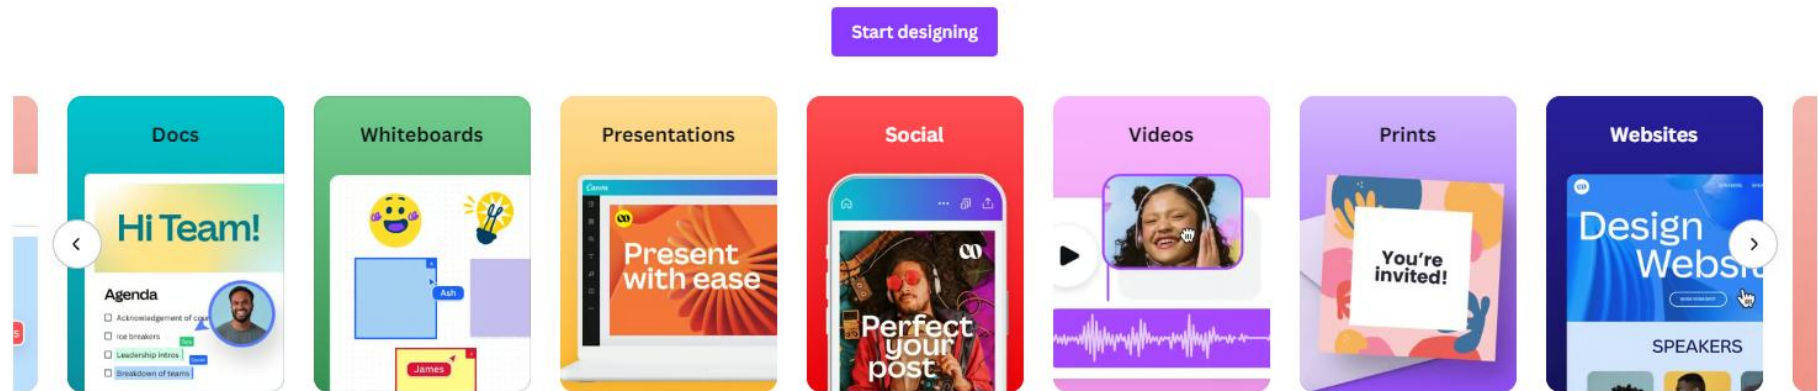 Start designing
Docs
Hi Team!
Agenda
Ice breakers
Leadership intros
Breakdown of teams
Whiteboards
Ash
James
Presentations
Canva
Present
with ease
Social
Perfect
your
post
Videos
Prints
You're
invited!
Websites
Design
SPEAKERS